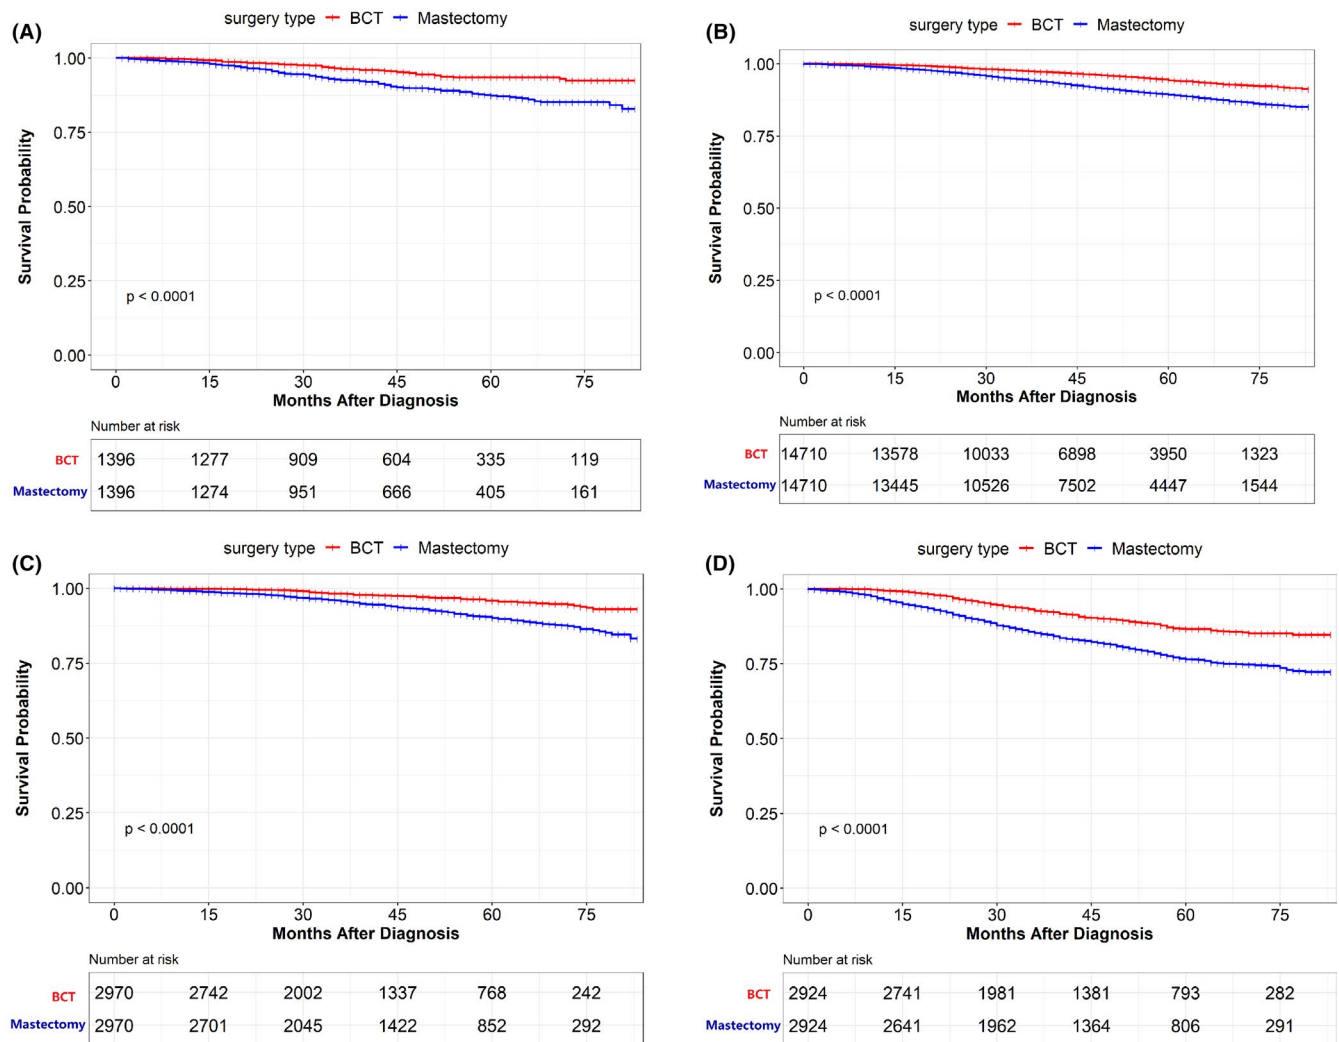 (A)
surgery type BCT Mastectomy
Survival Probability
1.00
0.75
0.50
0.25
0.00
p < 0.0001
0 15 30 45 60 75
Months After Diagnosis
Number at risk
BCT 1396 1277 909 604 335 119
Mastectomy 1396 1274 951 666 405 161
(B)
surgery type BCT Mastectomy
Survival Probability
1.00
0.75
0.50
0.25
0.00
p < 0.0001
0 15 30 45 60 75
Months After Diagnosis
Number at risk
BCT 14710 13578 10033 6898 3950 1323
Mastectomy 14710 13445 10526 7502 4447 1544
(C)
surgery type BCT Mastectomy
Survival Probability
1.00
0.75
0.50
0.25
0.00
p < 0.0001
0 15 30 45 60 75
Months After Diagnosis
Number at risk
BCT 2970 2742 2002 1337 768 242
Mastectomy 2970 2701 2045 1422 852 292
(D)
surgery type BCT Mastectomy
Survival Probability
1.00
0.75
0.50
0.25
0.00
p < 0.0001
0 15 30 45 60 75
Months After Diagnosis
Number at risk
BCT 2924 2741 1981 1381 793 282
Mastectomy 2924 2641 1962 1364 806 291